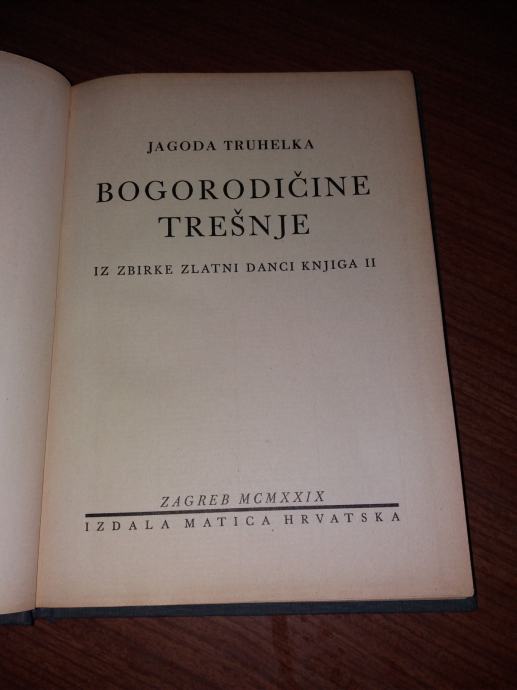 JAGODA TRUHELKA
BOGORODIČINE
TREŠNJE
IZ ZBIRKE ZLATNI DANCI KNJIGA II
ZAGREB MCMXXIX
IZDALA MATICA HRVATSKA